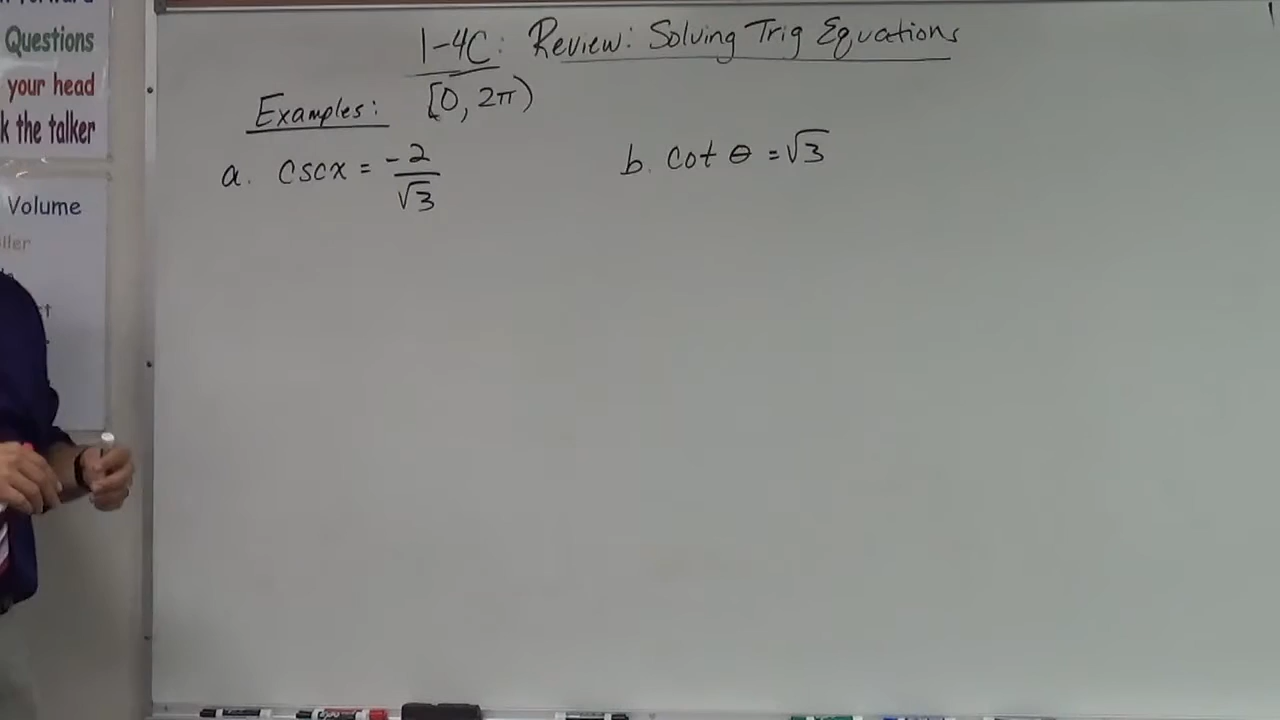 Questions
your head
k the talker
Volume
1-4C: Review: Solving Trig Equations
Examples: [0, 2π)
a. cscx = -2/√3
b. cot θ = √3